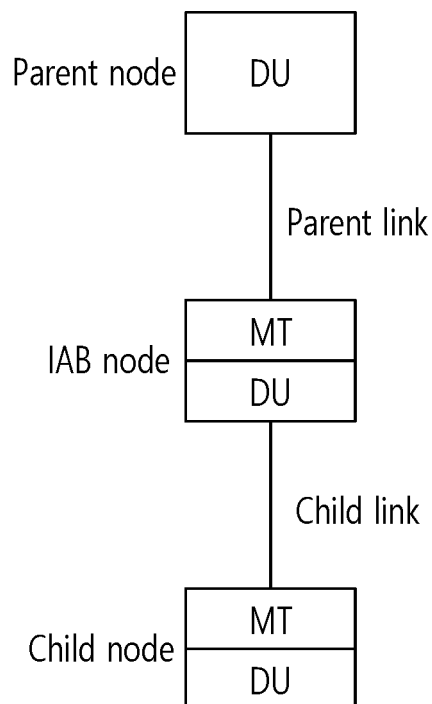 Parent node
DU
Parent link
MT
IAB node
DU
Child link
MT
Child node
DU